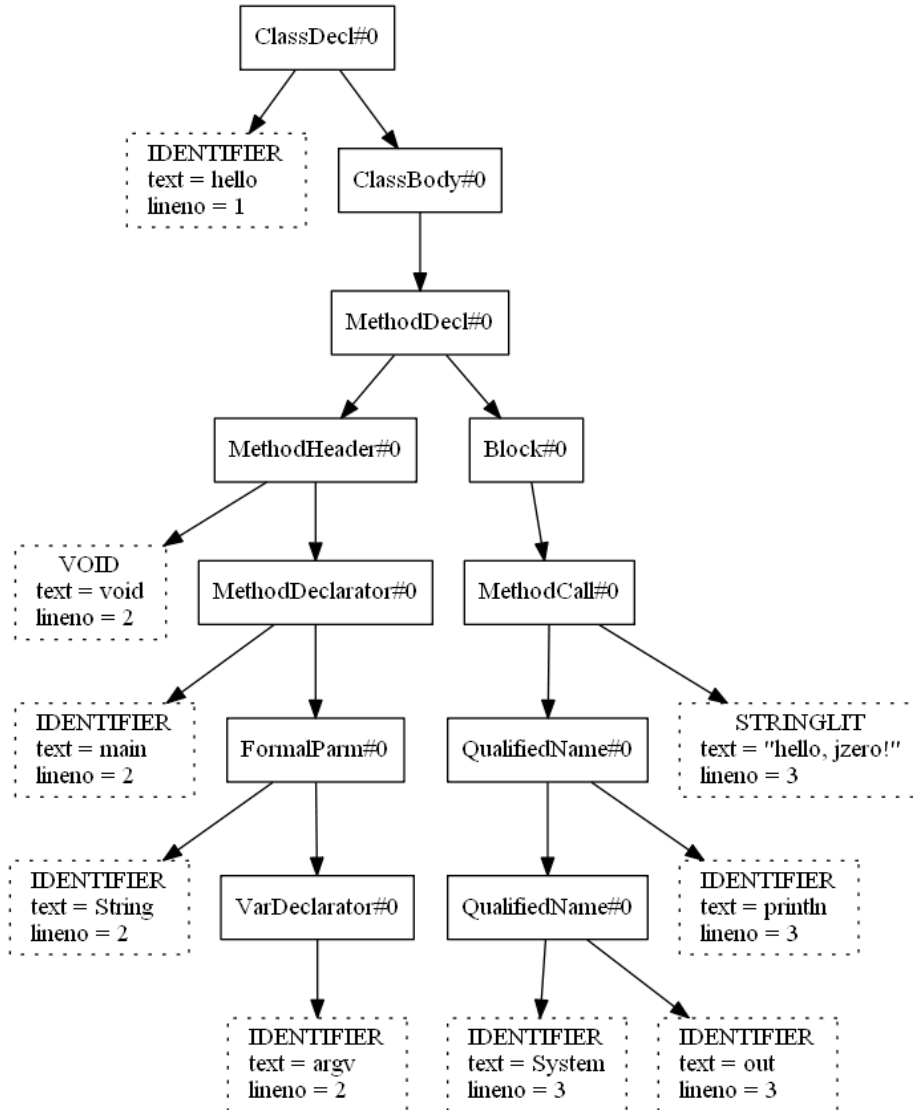 ClassDecl#0
IDENTIFIER
text = hello
lineno = 1
ClassBody#0
MethodDecl#0
MethodHeader#0
Block#0
VOID
text = void
lineno = 2
MethodDeclarator#0
MethodCall#0
IDENTIFIER
text = main
lineno = 2
FormalParm#0
QualifiedName#0
STRINGLIT
text = "hello, jzero!"
lineno = 3
IDENTIFIER
text = String
lineno = 2
VarDeclarator#0
QualifiedName#0
IDENTIFIER
text = println
lineno = 3
IDENTIFIER
text = argv
lineno = 2
IDENTIFIER
text = System
lineno = 3
IDENTIFIER
text = out
lineno = 3